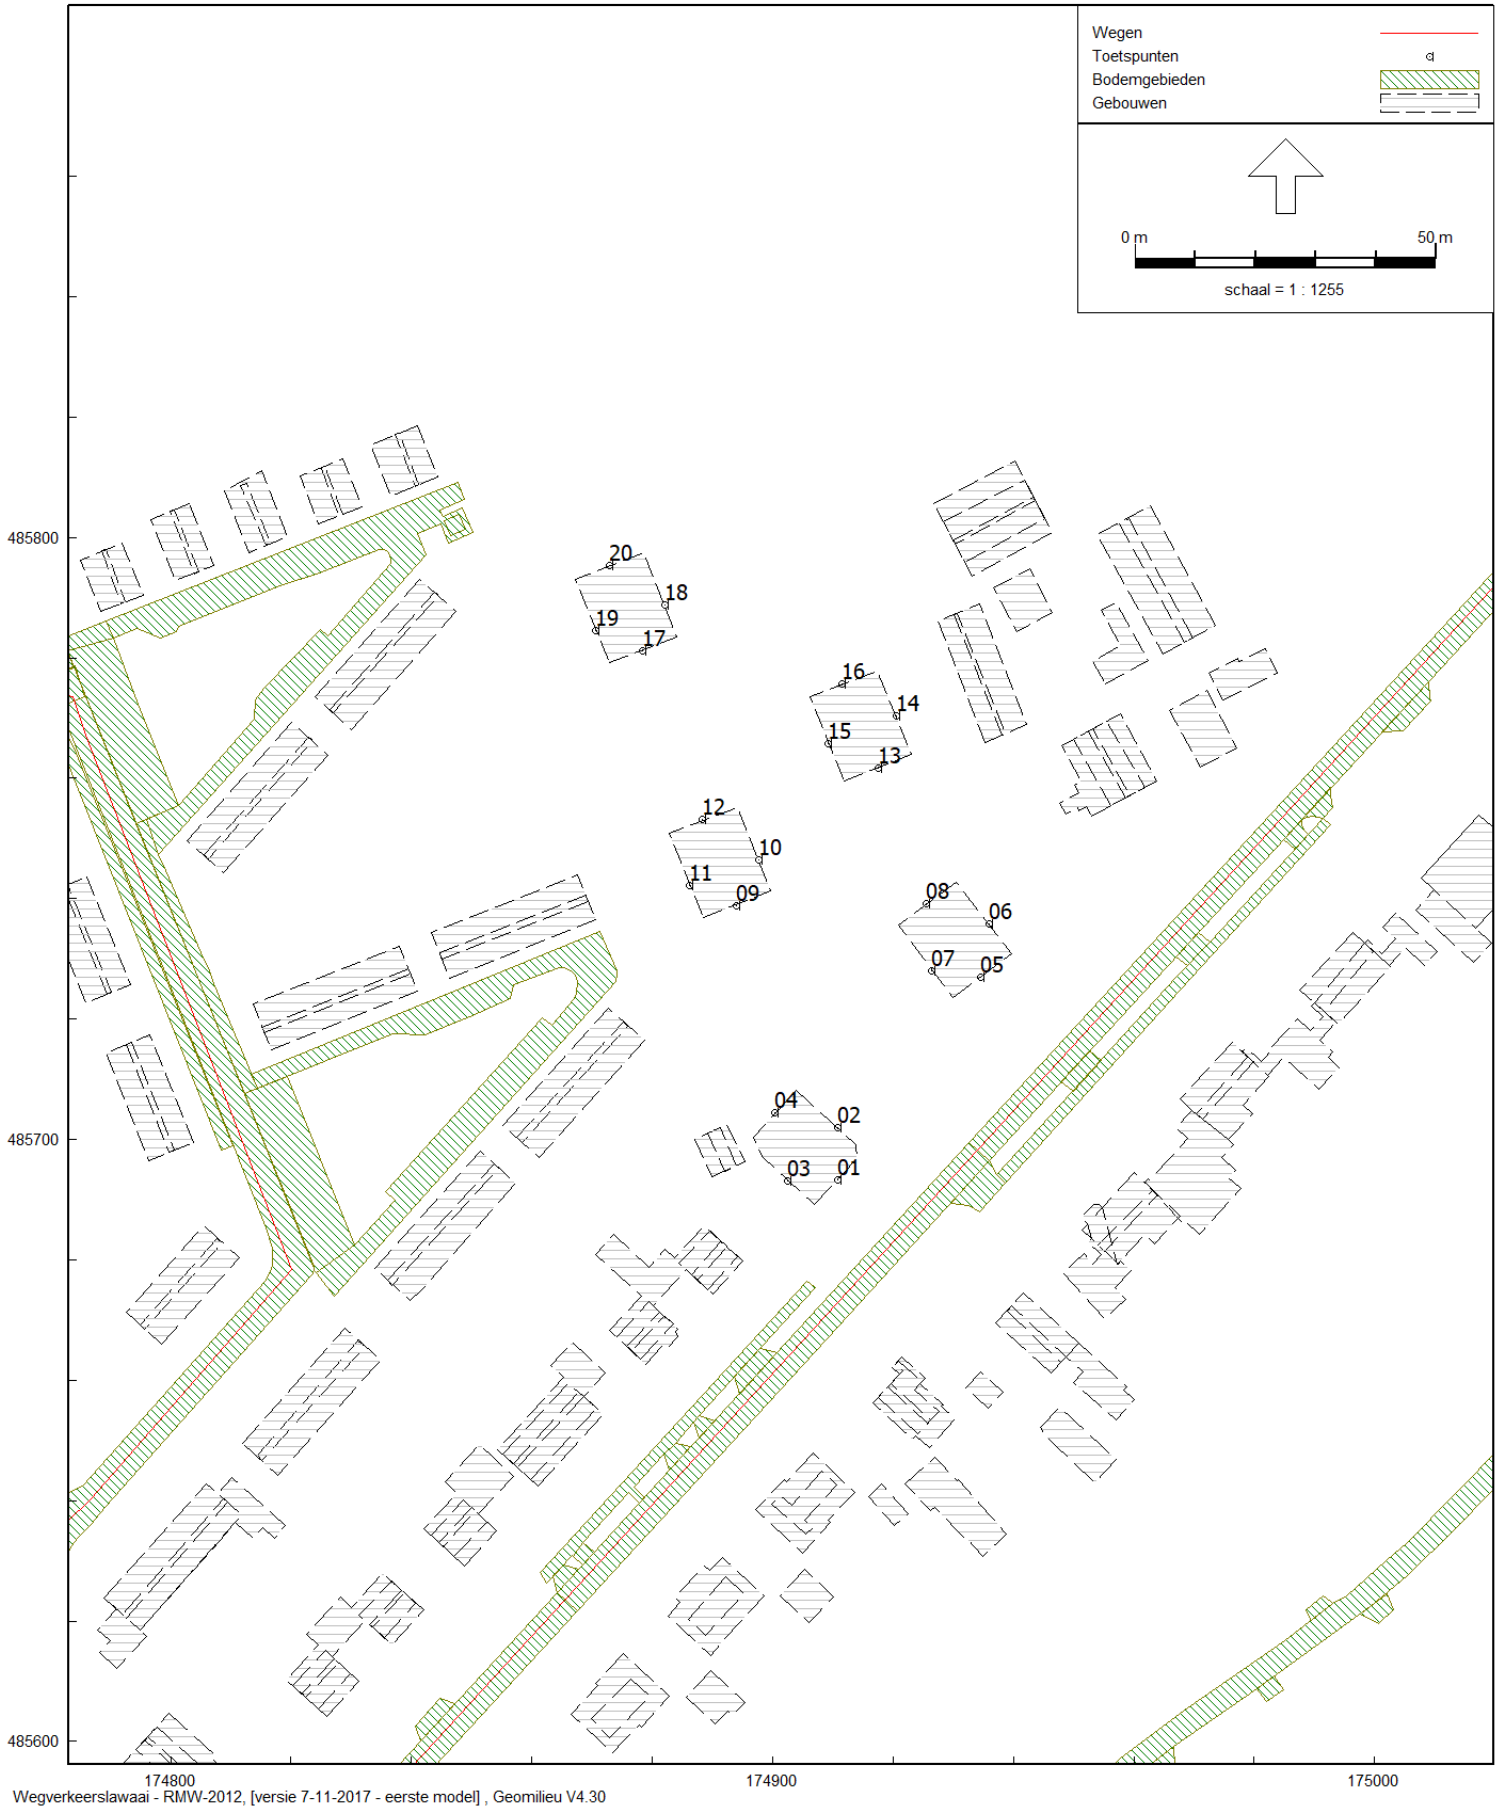 Wegen
Toetspunten
Bodemgebieden
Gebouwen
0 m 50 m
schaal = 1 : 1255
485800
20
18
19
17
16
14
15
13
12
10
11
09
08
06
07
05
04
02
485700
03
01
485600
174800 174900 175000
Wegverkeerslawaai - RMW-2012, [versie 7-11-2017 - eerste model] , Geomilieu V4.30